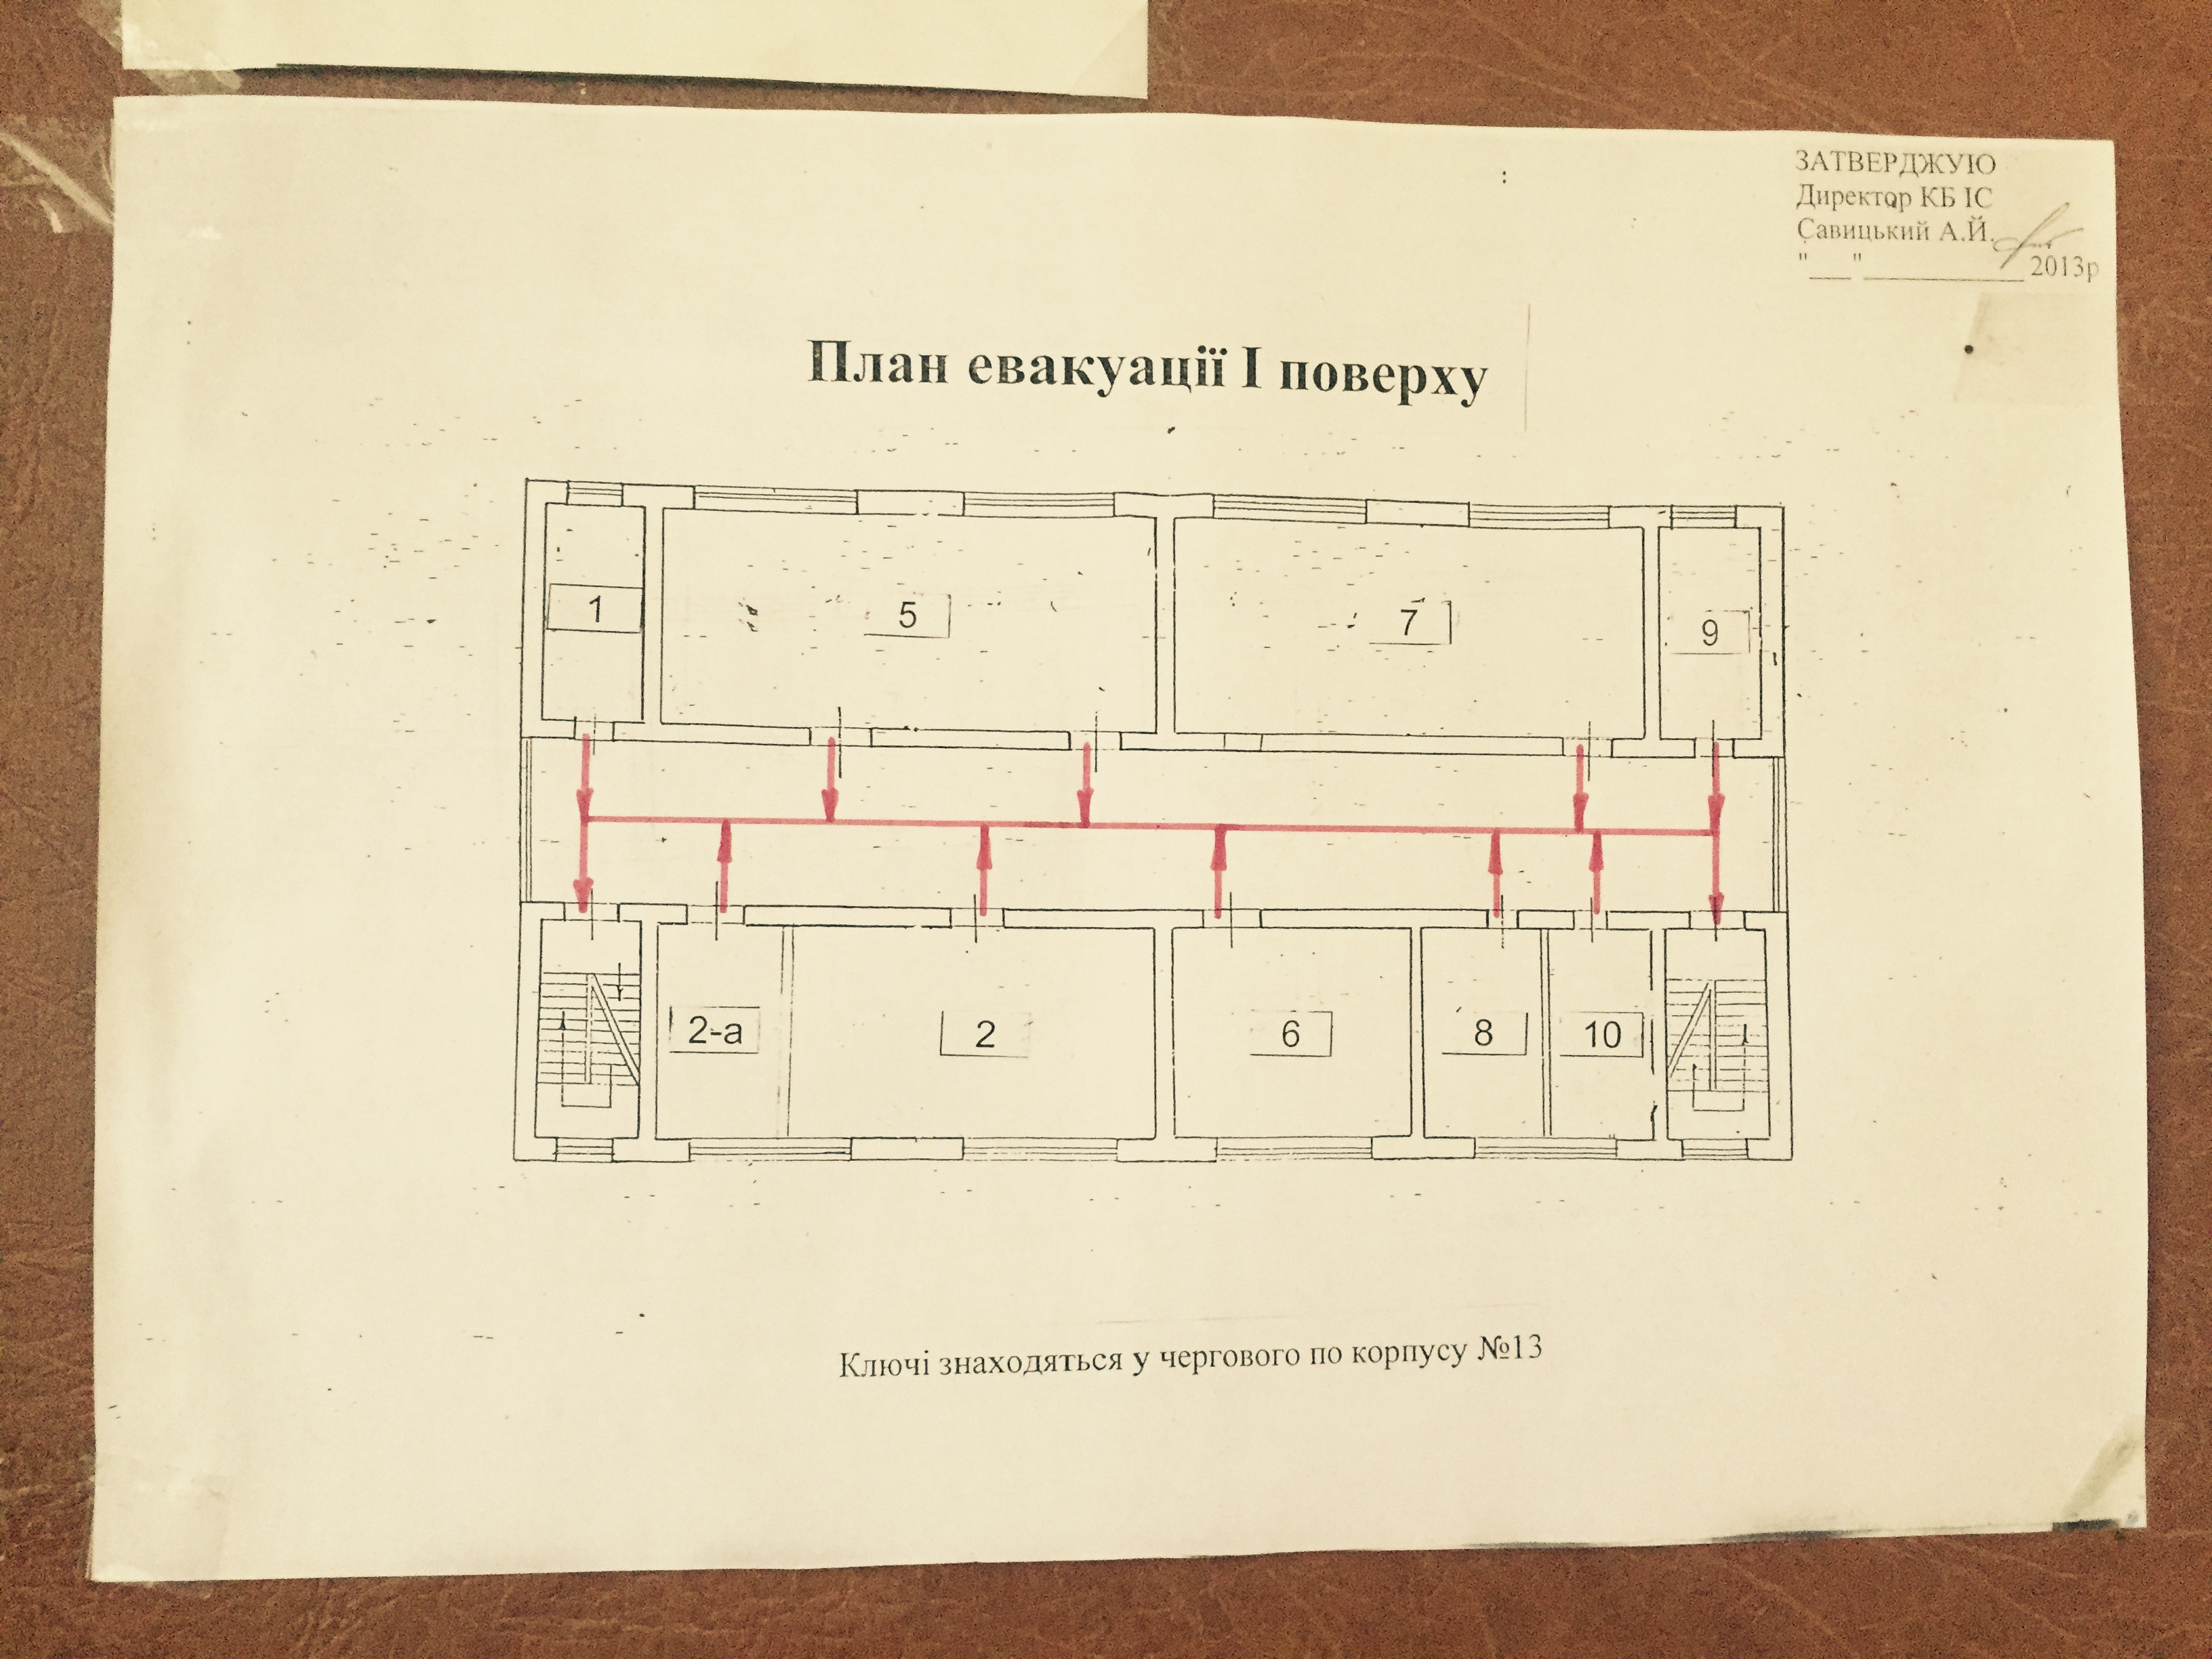 ЗАТВЕРДЖУЮ
Директор КБ ІС
Савицький А.Й.
"___"____________2013р
План евакуації І поверху
1
5
7
9
2-а
2
6
8
10
Ключі знаходяться у чергового по корпусу №13